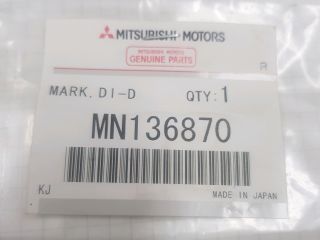 MITSUBISHI MOTORS
MITSUBISHI MOTORS
GENUINE PARTS
R
MARK, DI-D QTY:1
MN136870
KJ MADE IN JAPAN